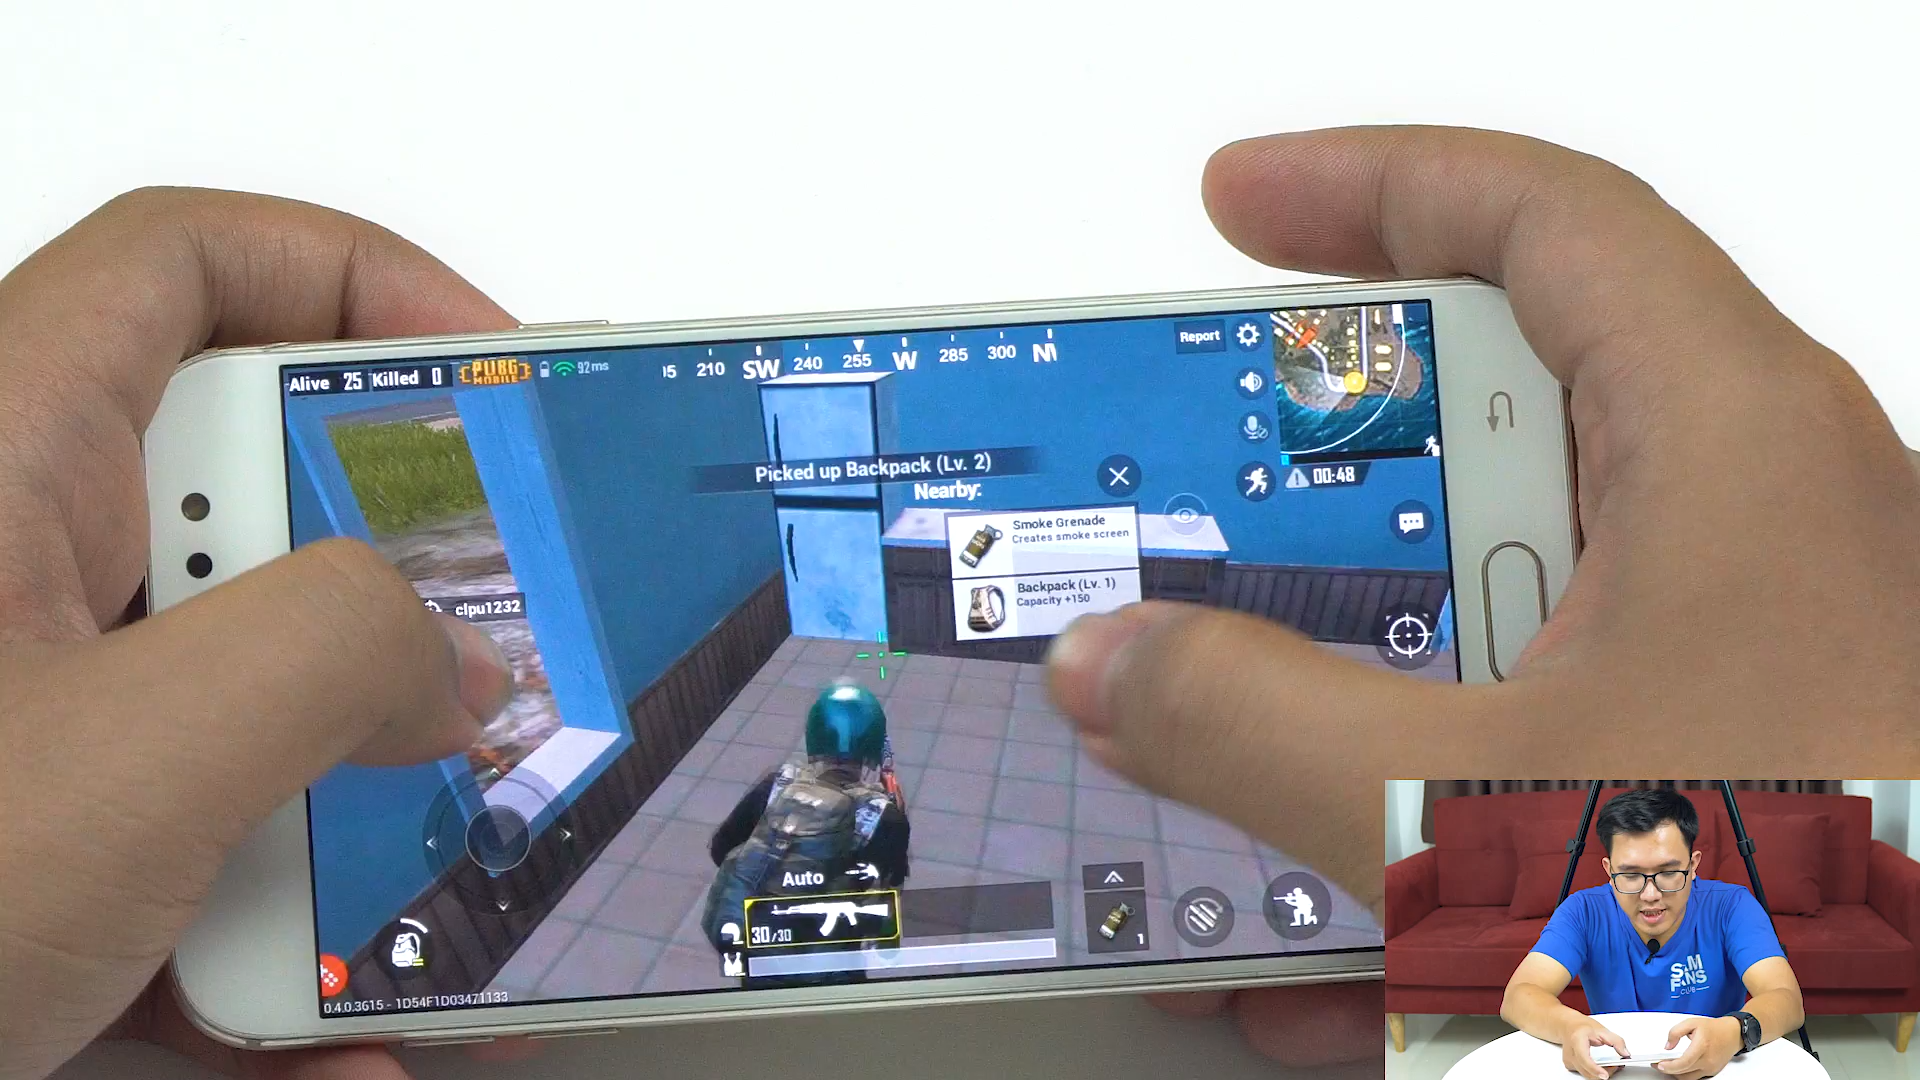 Alive 25 Killed 0
PUBG
MOBILE
92ms
210 SW 240 255 W 285 300
Report
Picked up Backpack (Lv. 2)
Nearby:
Smoke Grenade
Creates smoke screen
Backpack (Lv. 1)
Capacity +150
00:48
clpu1232
Auto
30/30
1
0.4.0.3615 - 1D54F1D03471133
SAM
FANS
CLUB